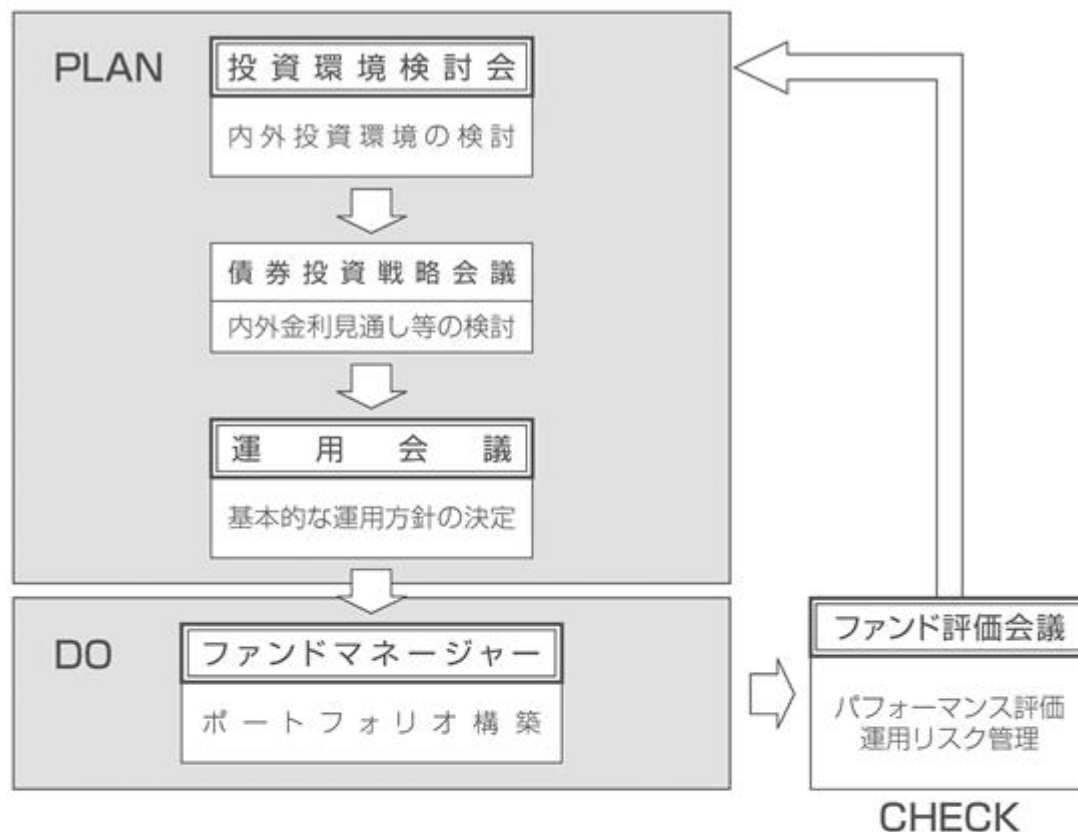 PLAN
投資環境検討会
内外投資環境の検討
債券投資戦略会議
内外金利見通し等の検討
運用会議
基本的な運用方針の決定
DO
ファンドマネージャー
ポートフォリオ構築
ファンド評価会議
パフォーマンス評価
運用リスク管理
CHECK